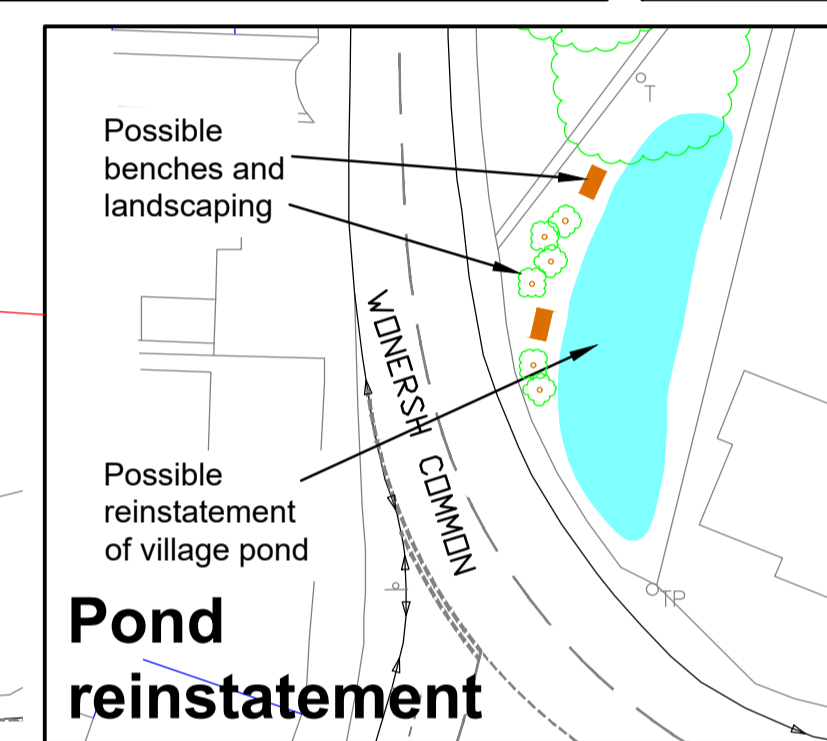 T
Possible
benches and
landscaping
WONERSH COMMON
Possible
reinstatement
of village pond
TP
Pond
reinstatement